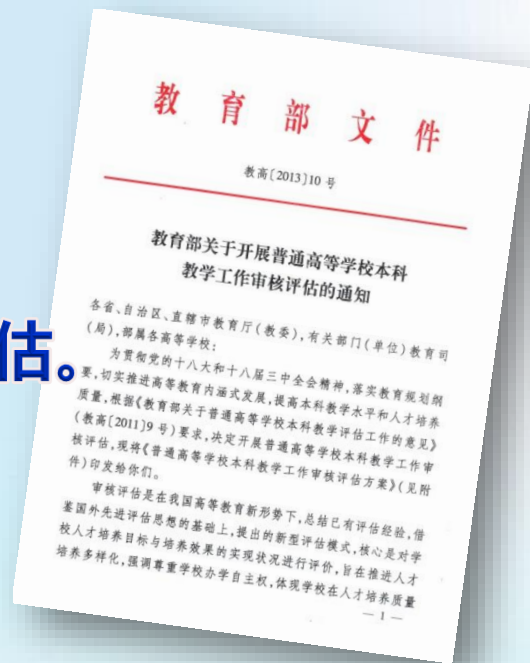 教育部文件
教高〔2013〕10号
教育部关于开展普通高等学校本科
教学工作审核评估的通知
各省、自治区、直辖市教育厅(教委),有关部门(单位)教育司
(局),部属各高等学校:
为贯彻党的十八大和十八届三中全会精神,落实教育规划纲
要,切实推进高等教育内涵式发展,提高本科教学水平和人才培养
质量,根据《教育部关于普通高等学校本科教学评估工作的意见》
(教高〔2011〕9号)要求,决定开展普通高等学校本科教学工作审
核评估,现将《普通高等学校本科教学工作审核评估方案》(见附
件)印发给你们。
审核评估是在我国高等教育新形势下,总结已有评估经验,借
鉴国外先进评估思想的基础上,提出的新型评估模式,核心是对学
校人才培养目标与培养效果的实现状况进行评价,旨在推进人才
培养多样化,强调尊重学校办学自主权,体现学校在人才培养质量
— 1 —
估。